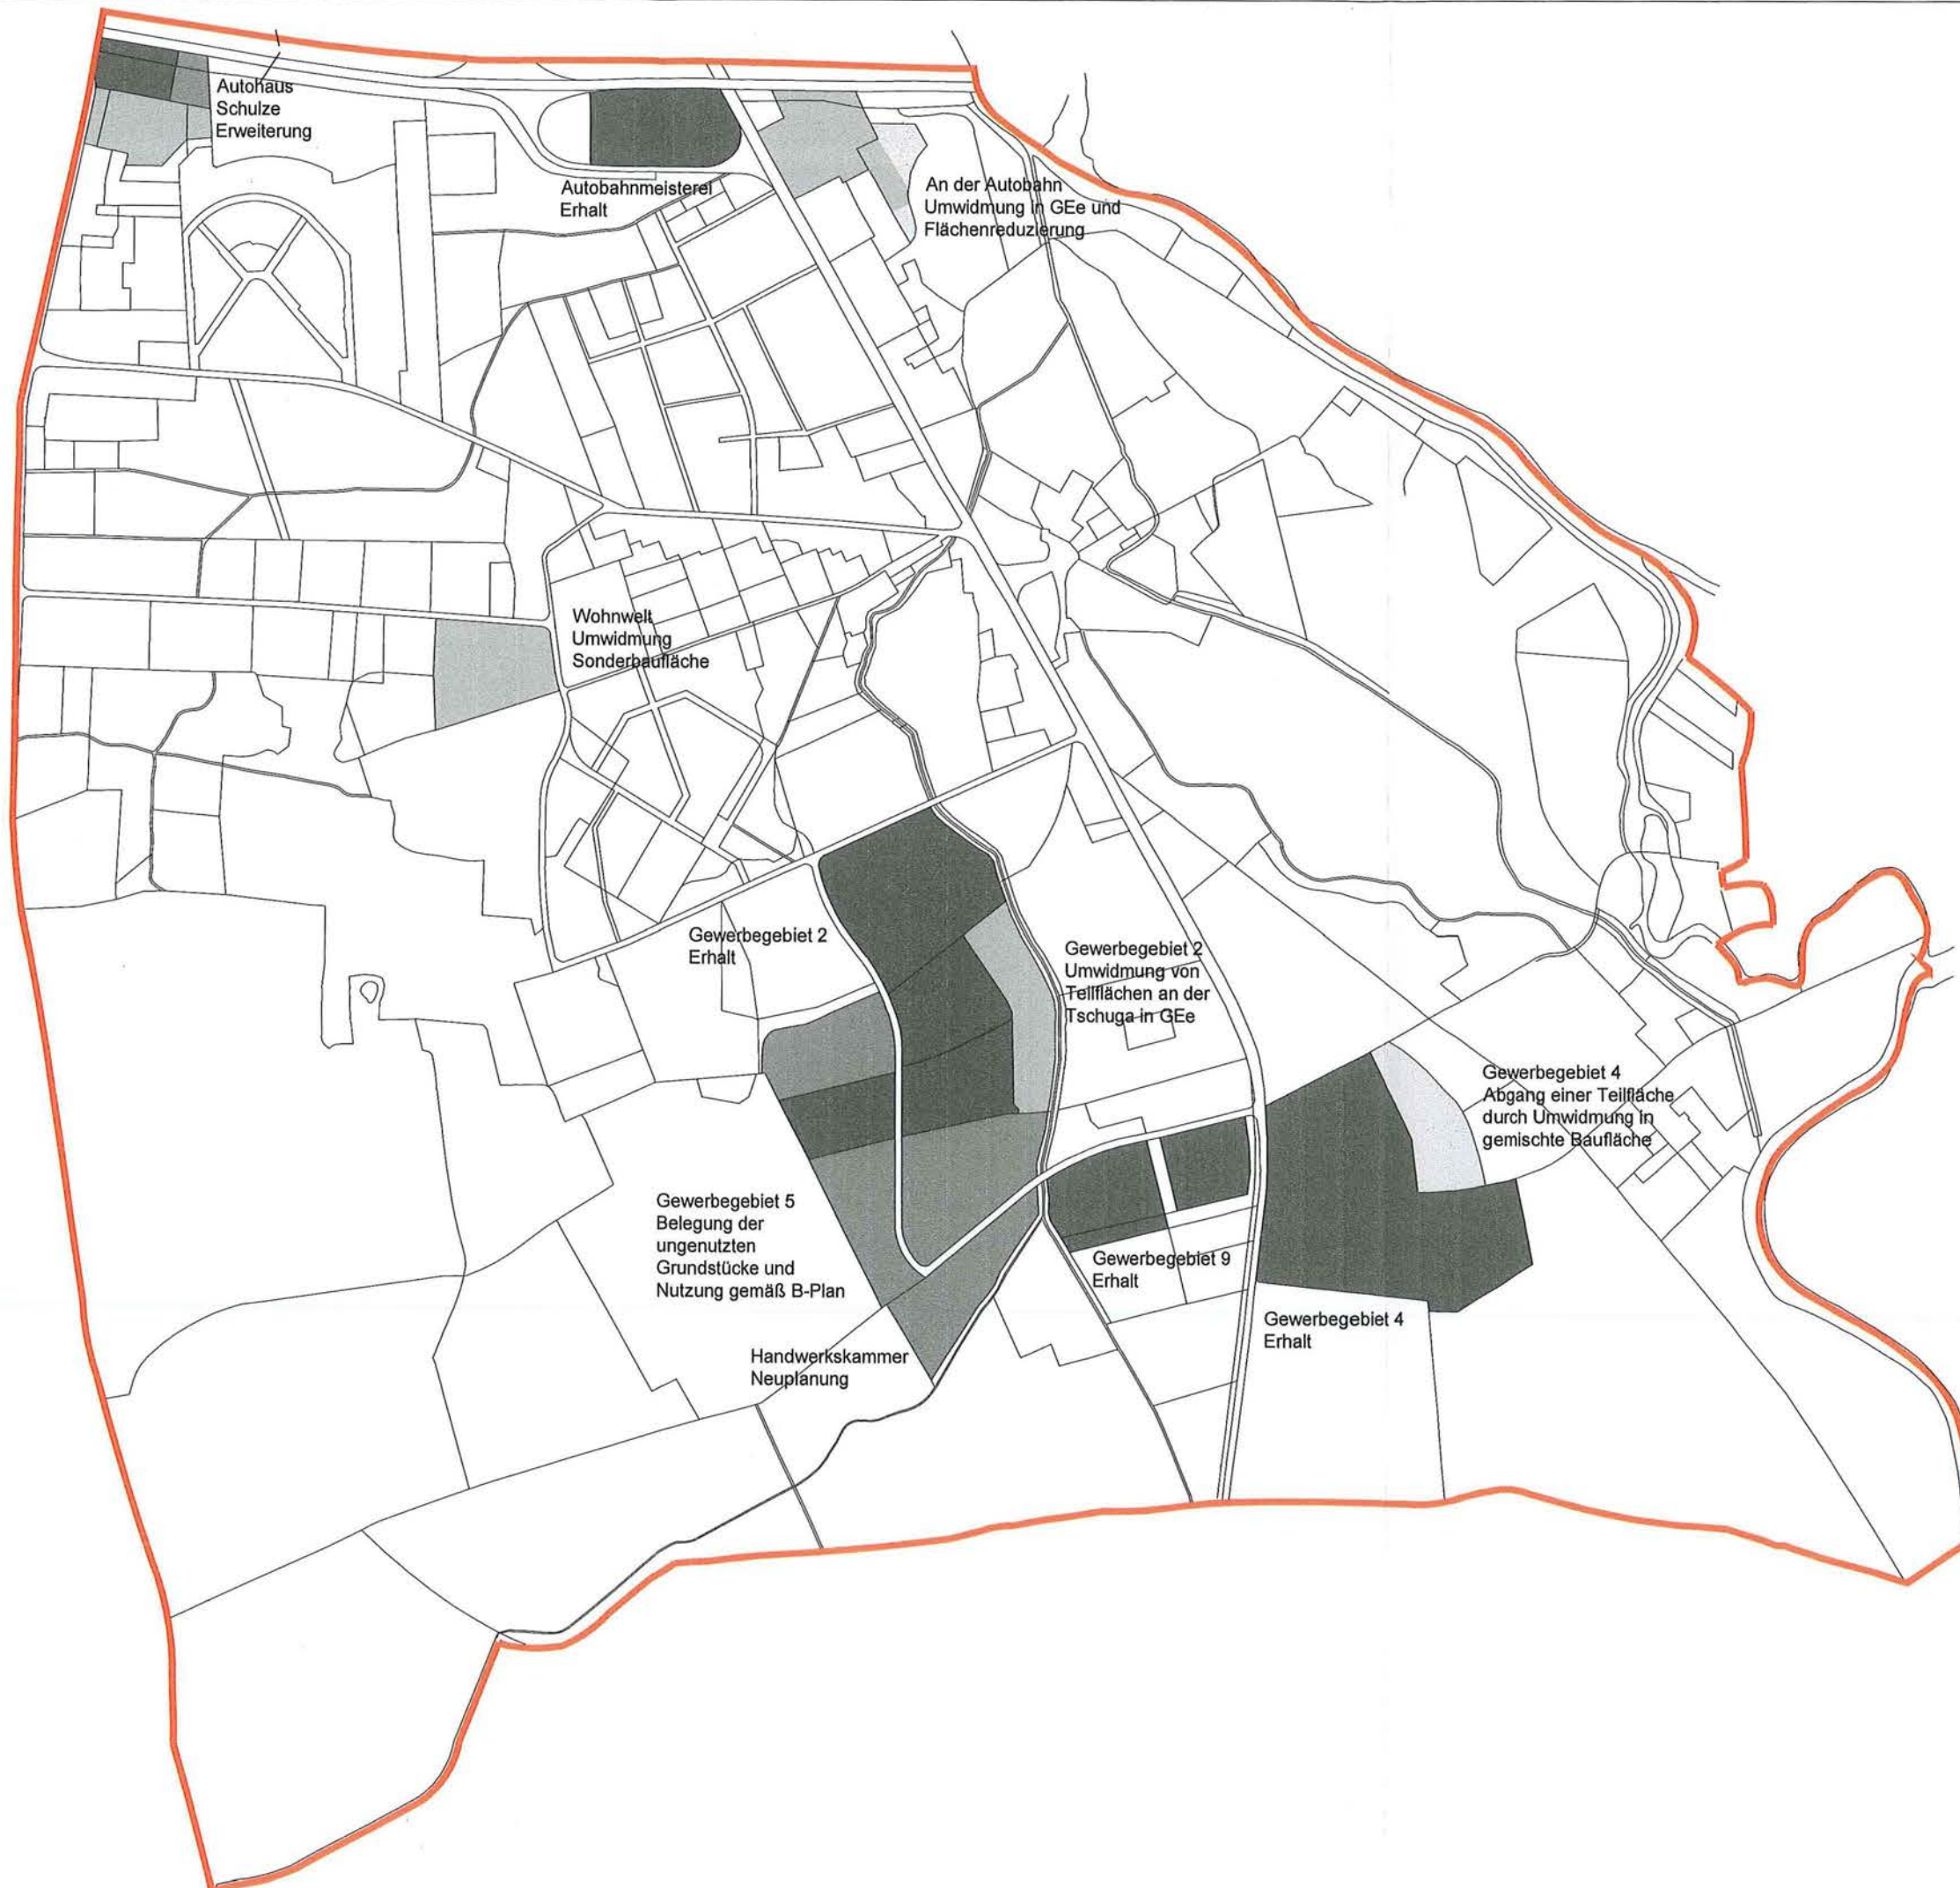 Autohaus
Schulze
Erweiterung
Autobahnmeisterei
Erhalt
An der Autobahn
Umwidmung in GEe und
Flächenreduzierung
Wohnwelt
Umwidmung
Sonderbaufläche
Gewerbegebiet 2
Erhalt
Gewerbegebiet 2
Umwidmung von
Teilflächen an der
Tschuga in GEe
Gewerbegebiet 4
Abgang einer Teilfläche
durch Umwidmung in
gemischte Baufläche
Gewerbegebiet 5
Belegung der
ungenutzten
Grundstücke und
Nutzung gemäß B-Plan
Gewerbegebiet 9
Erhalt
Gewerbegebiet 4
Erhalt
Handwerkskammer
Neuplanung